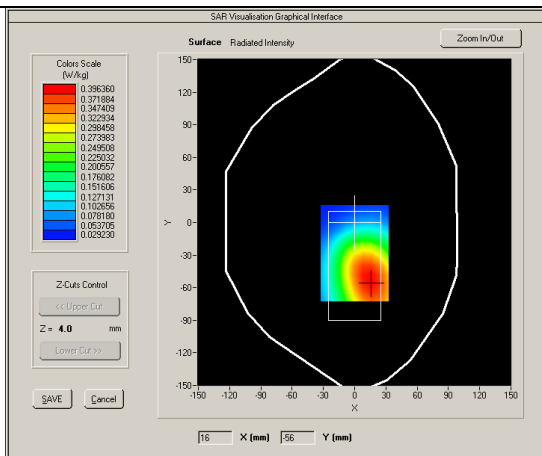 SAR Visualisation Graphical Interface
Surface Radiated Intensity
Zoom In/Out
Colors Scale
(W/kg)
0.396360
0.371884
0.347409
0.322934
0.298458
0.273983
0.249508
0.225032
0.200557
0.176082
0.151606
0.127131
0.102656
0.078180
0.053705
0.029230
Z-Cuts Control
<< Upper Cut
Z = 4.0 mm
Lower Cut >>
SAVE
Cancel
150
120
90
60
30
0
-30
-60
-90
-120
-150
Y
-150 -120 -90 -60 -30 0 30 60 90 120 150
X
16 X (mm) -56 Y (mm)